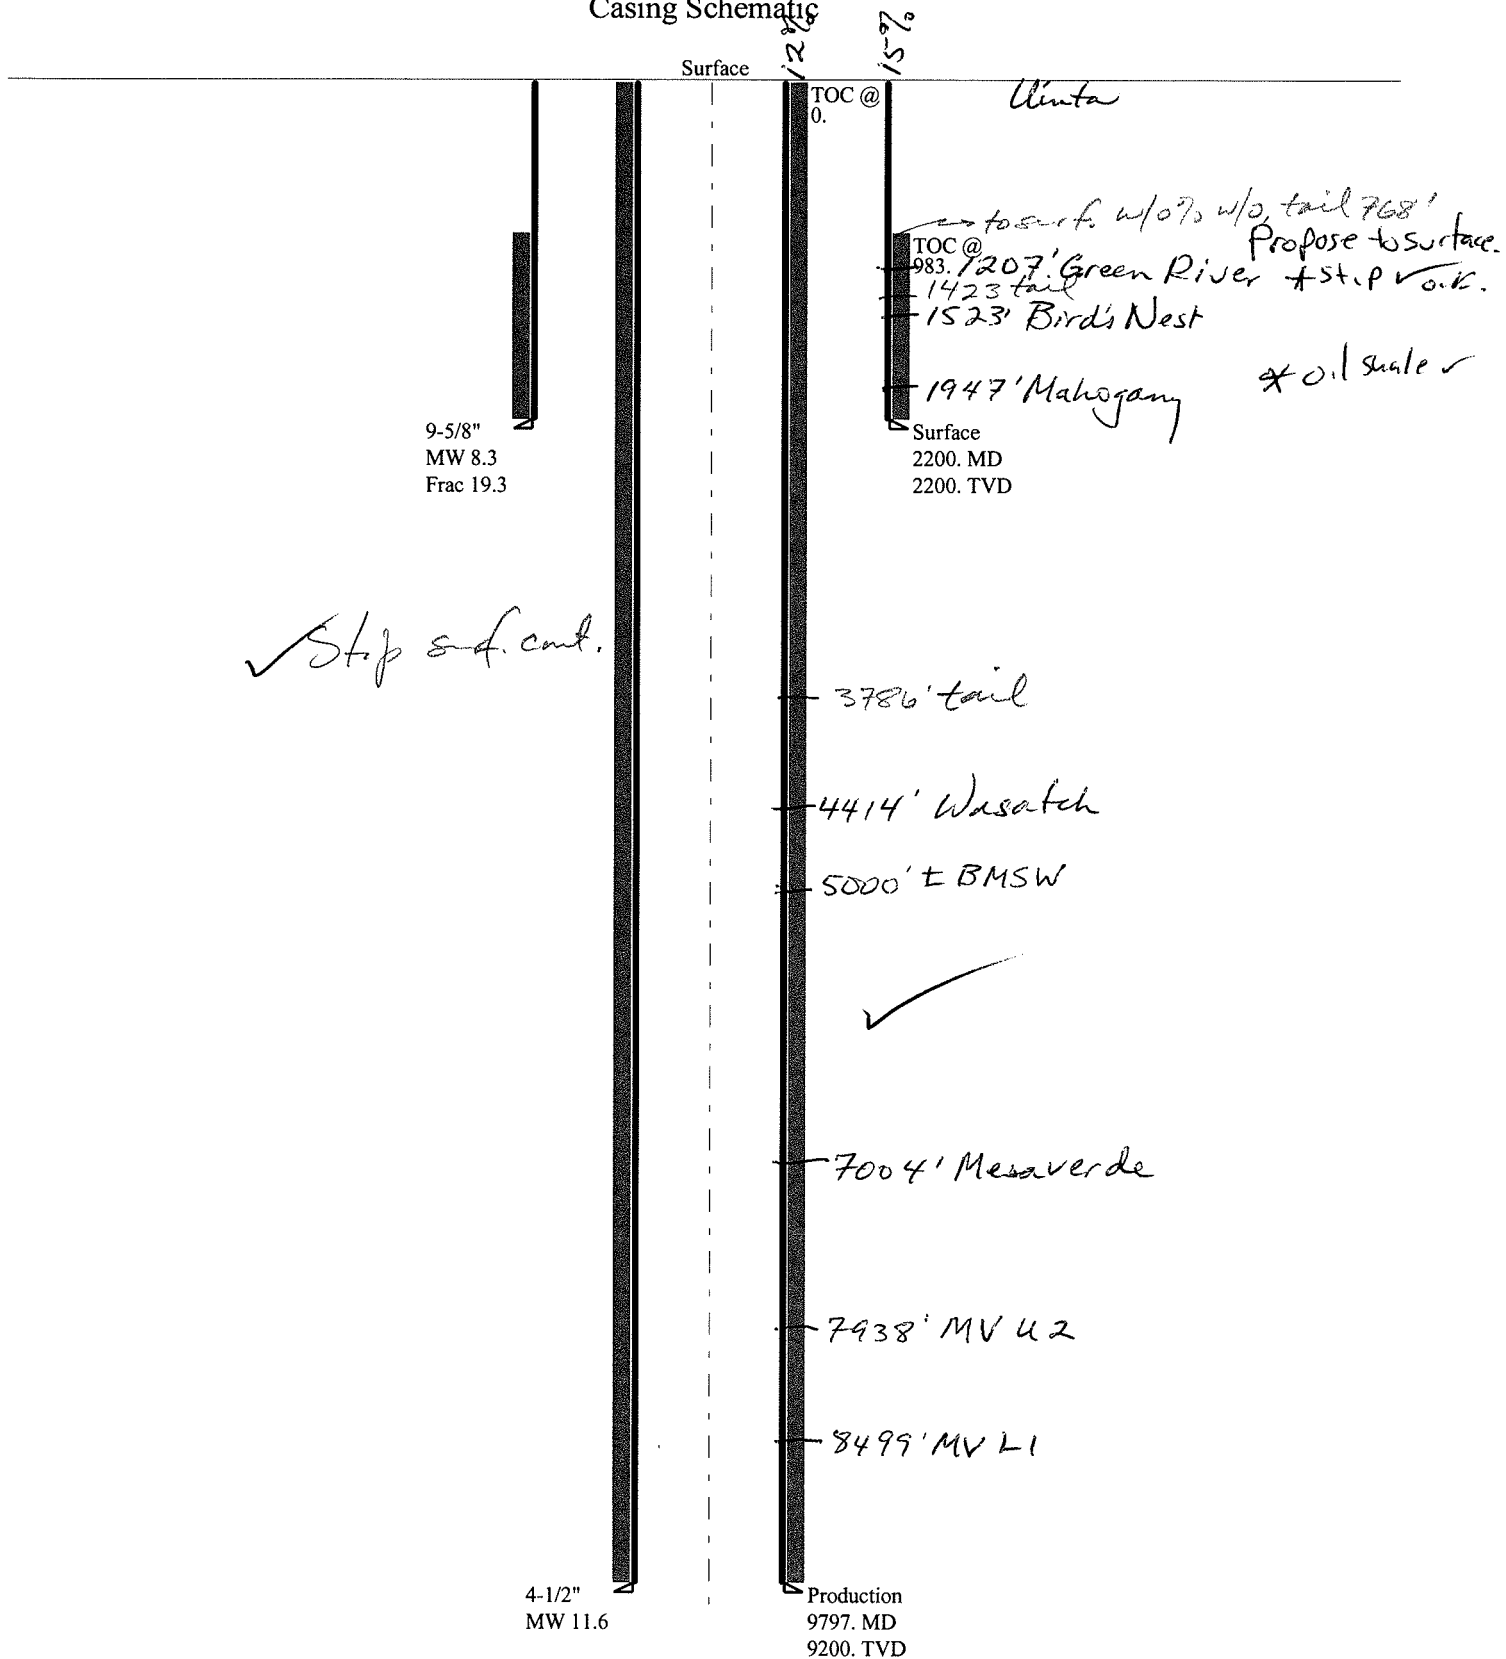 Casing Schematic
12%
15%
Surface
TOC @
0.
Uinta
to surf. w/0% w/o, tail 768'
Propose to surface.
TOC @
983.
1207' Green River *stip ✓ o.k.
1423 tail
1523' Bird's Nest
1947' Mahogany
* oil shale ✓
9-5/8"
MW 8.3
Frac 19.3
Surface
2200. MD
2200. TVD
✓ Stip surf. cmt.
3786' tail
4414' Wasatch
5000' ± BMSW
✓
7004' Mesaverde
7938' MV U2
8499' MV L1
4-1/2"
MW 11.6
Production
9797. MD
9200. TVD